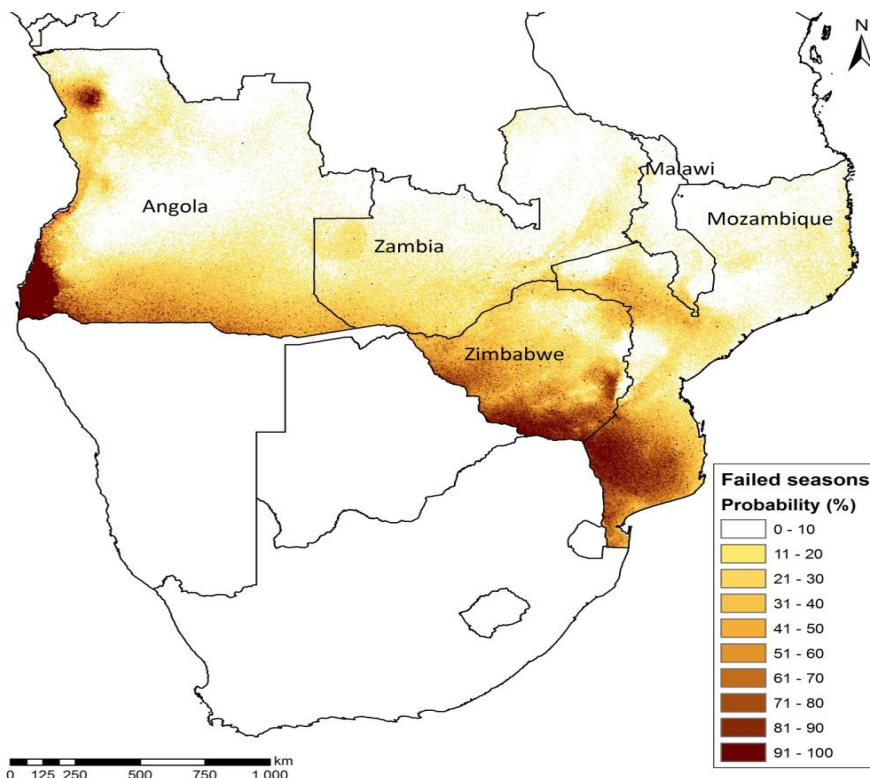 N
Malawi
Angola
Mozambique
Zambia
Zimbabwe
Failed seasons
Probability (%)
0 - 10
11 - 20
21 - 30
31 - 40
41 - 50
51 - 60
61 - 70
71 - 80
81 - 90
91 - 100
km
0 125 250 500 750 1 000